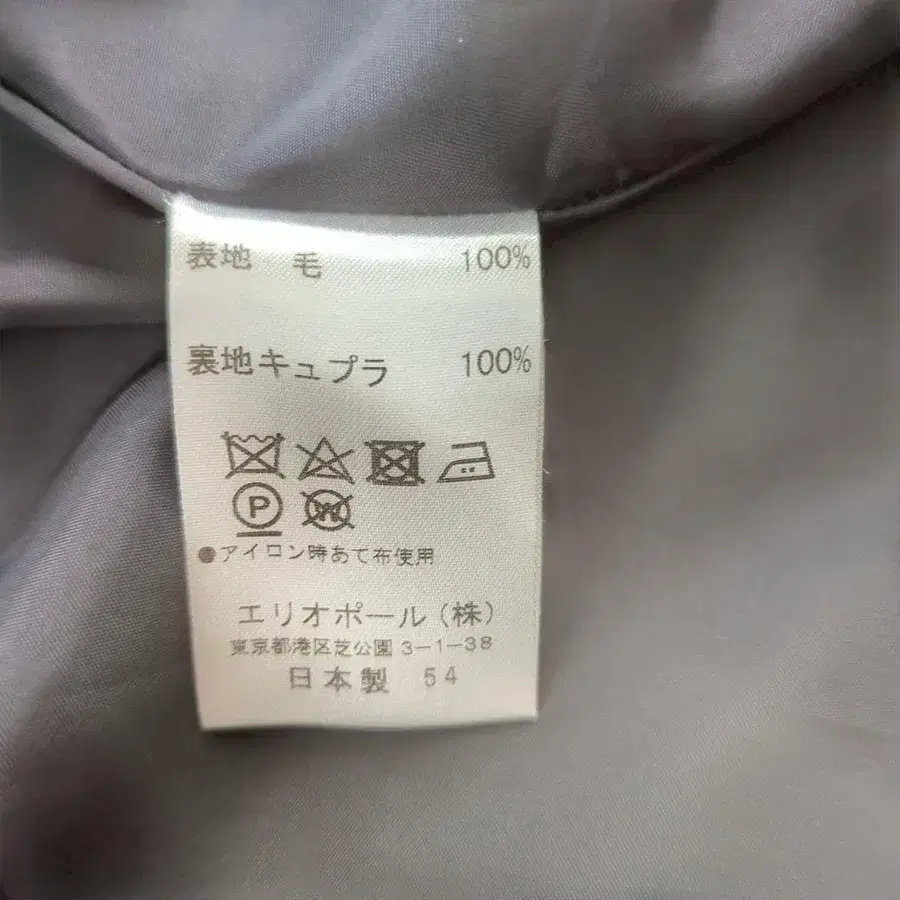 表地 毛 100%
裏地キュプラ 100%
P W
●アイロン時あて布使用
エリオポール(株)
東京都港区芝公園3-1-38
日本製 54